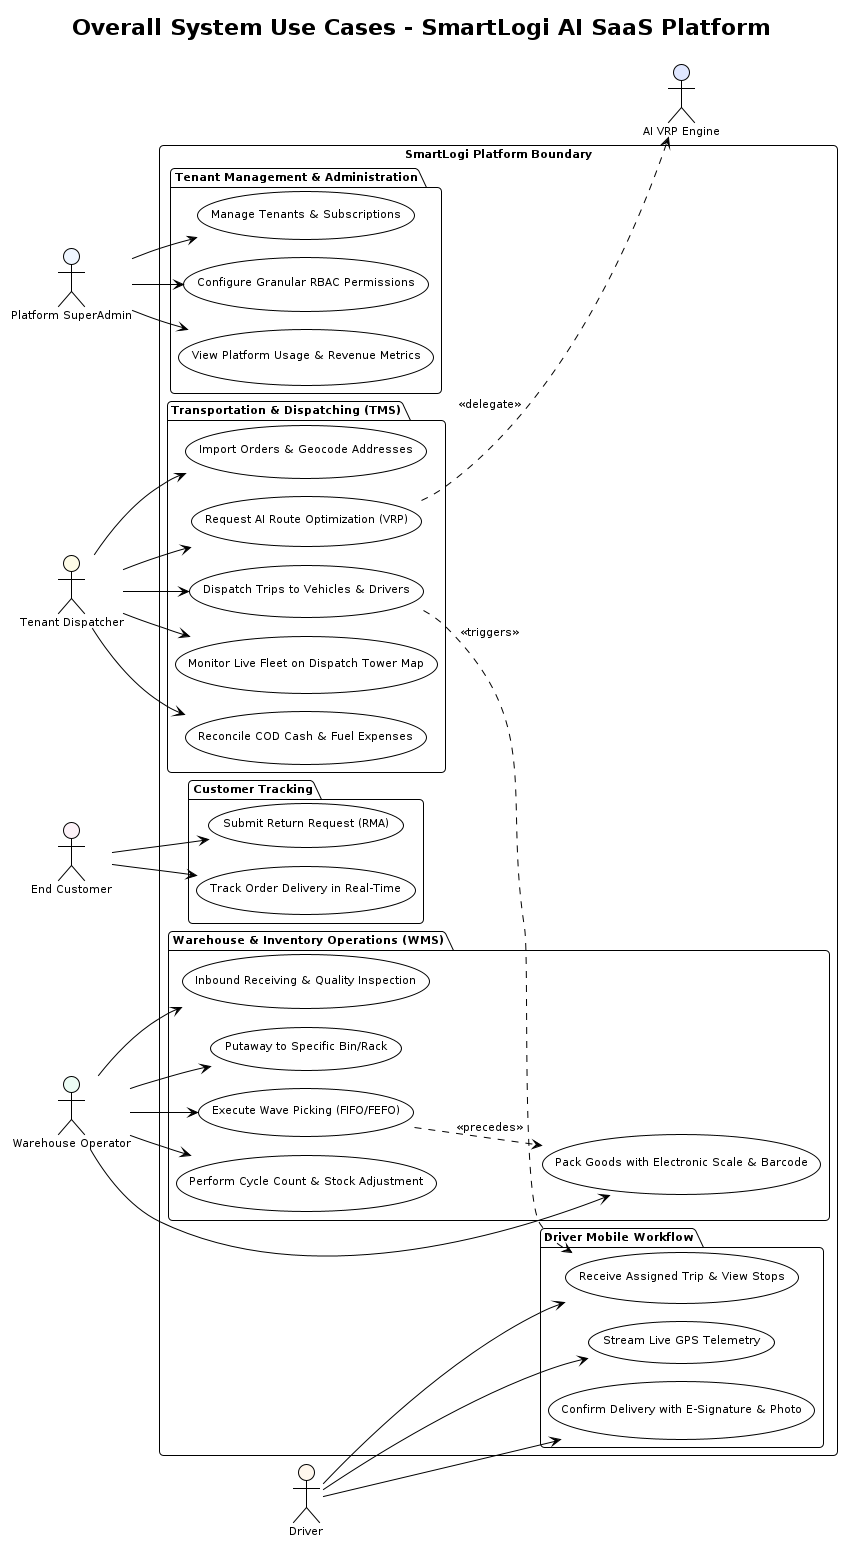 Overall System Use Cases - SmartLogi AI SaaS Platform
AI VRP Engine
SmartLogi Platform Boundary
Tenant Management & Administration
Manage Tenants & Subscriptions
Configure Granular RBAC Permissions
View Platform Usage & Revenue Metrics
Platform SuperAdmin
Transportation & Dispatching (TMS)
«delegate»
Import Orders & Geocode Addresses
Request AI Route Optimization (VRP)
Dispatch Trips to Vehicles & Drivers
Monitor Live Fleet on Dispatch Tower Map
Reconcile COD Cash & Fuel Expenses
Tenant Dispatcher
«triggers»
Customer Tracking
Submit Return Request (RMA)
Track Order Delivery in Real-Time
End Customer
Warehouse & Inventory Operations (WMS)
Inbound Receiving & Quality Inspection
Putaway to Specific Bin/Rack
Execute Wave Picking (FIFO/FEFO)
«precedes»
Pack Goods with Electronic Scale & Barcode
Perform Cycle Count & Stock Adjustment
Warehouse Operator
Driver Mobile Workflow
Receive Assigned Trip & View Stops
Stream Live GPS Telemetry
Confirm Delivery with E-Signature & Photo
Driver